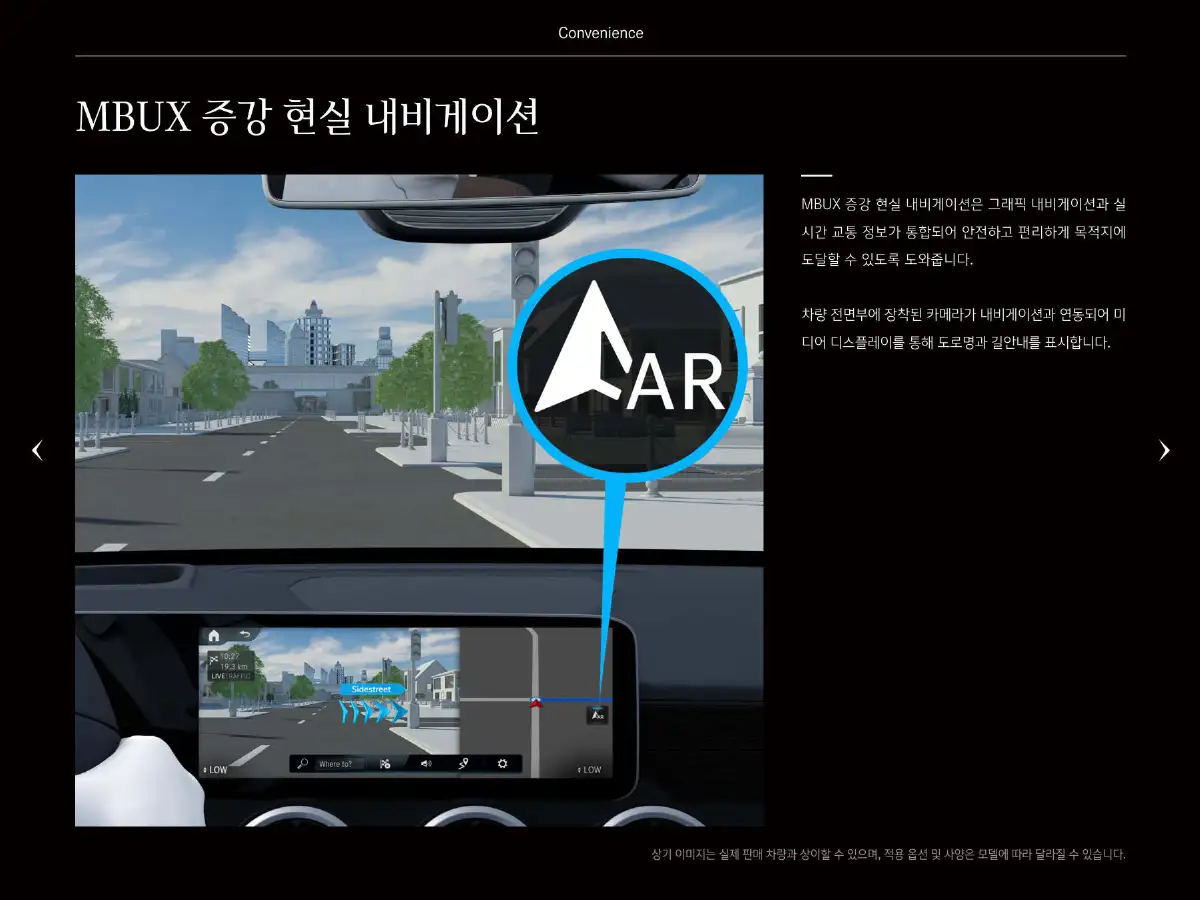 Convenience
MBUX 증강 현실 내비게이션
MBUX 증강 현실 내비게이션은 그래픽 내비게이션과 실
시간 교통 정보가 통합되어 안전하고 편리하게 목적지에
도달할 수 있도록 도와줍니다.
차량 전면부에 장착된 카메라가 내비게이션과 연동되어 미
디어 디스플레이를 통해 도로명과 길안내를 표시합니다.
AR
10:27
19.3 km
LIVETRAFFIC
Sidestreet
AR
Where to?
LOW
LOW
상기 이미지는 실제 판매 차량과 상이할 수 있으며, 적용 옵션 및 사양은 모델에 따라 달라질 수 있습니다.